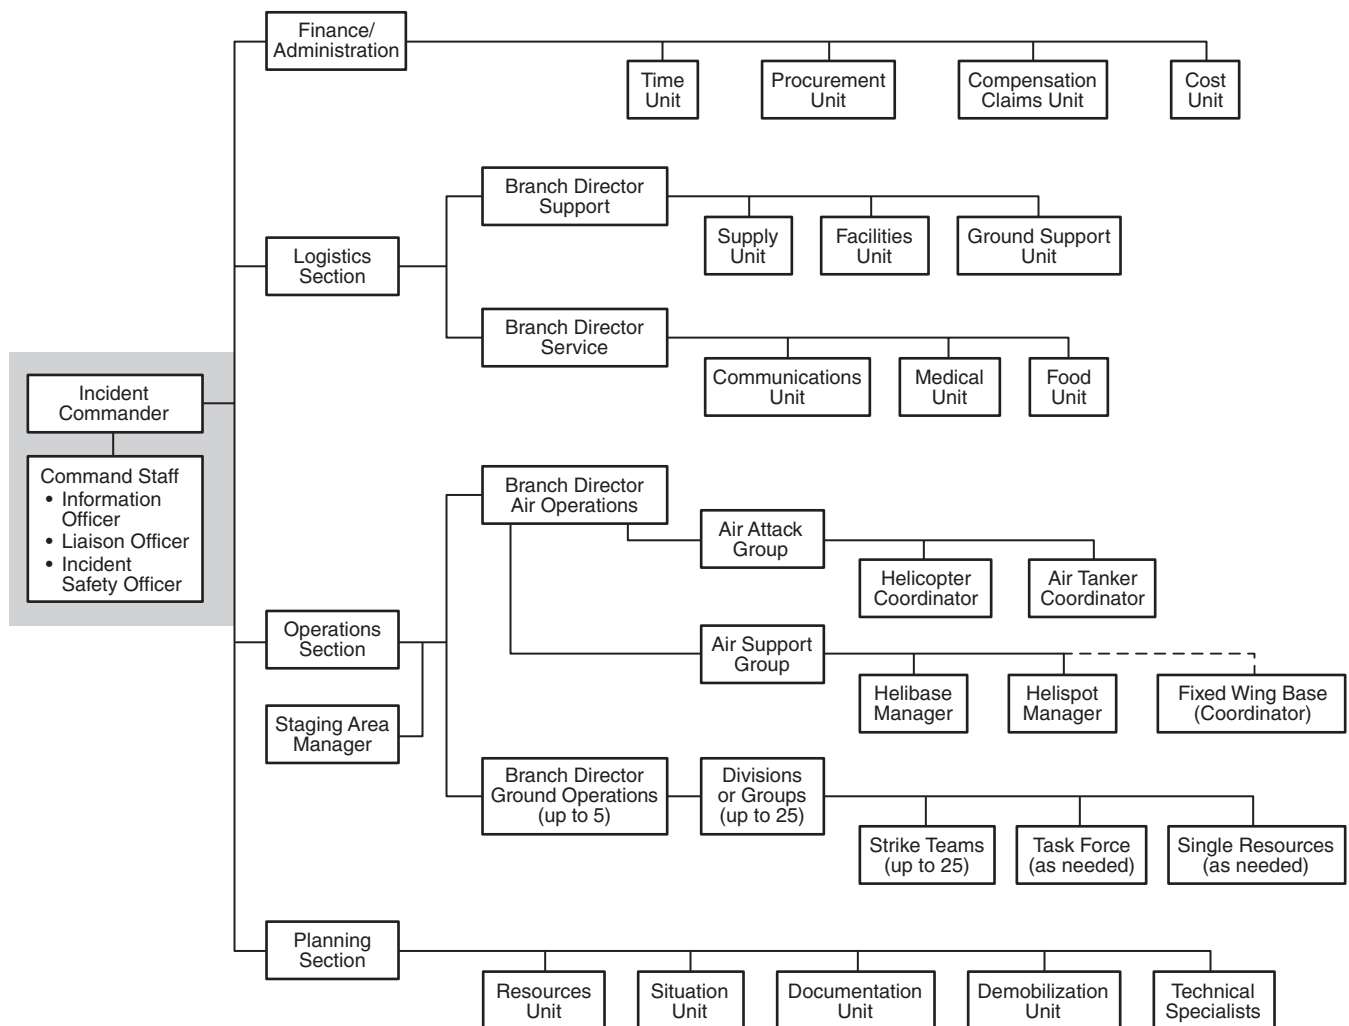 Finance/
Administration
Time
Unit
Procurement
Unit
Compensation
Claims Unit
Cost
Unit
Branch Director
Support
Supply
Unit
Facilities
Unit
Ground Support
Unit
Logistics
Section
Branch Director
Service
Communications
Unit
Medical
Unit
Food
Unit
Incident
Commander
Command Staff
• Information
Officer
• Liaison Officer
• Incident
Safety Officer
Branch Director
Air Operations
Air Attack
Group
Helicopter
Coordinator
Air Tanker
Coordinator
Operations
Section
Air Support
Group
Helibase
Manager
Helispot
Manager
Fixed Wing Base
(Coordinator)
Staging Area
Manager
Branch Director
Ground Operations
(up to 5)
Divisions
or Groups
(up to 25)
Strike Teams
(up to 25)
Task Force
(as needed)
Single Resources
(as needed)
Planning
Section
Resources
Unit
Situation
Unit
Documentation
Unit
Demobilization
Unit
Technical
Specialists